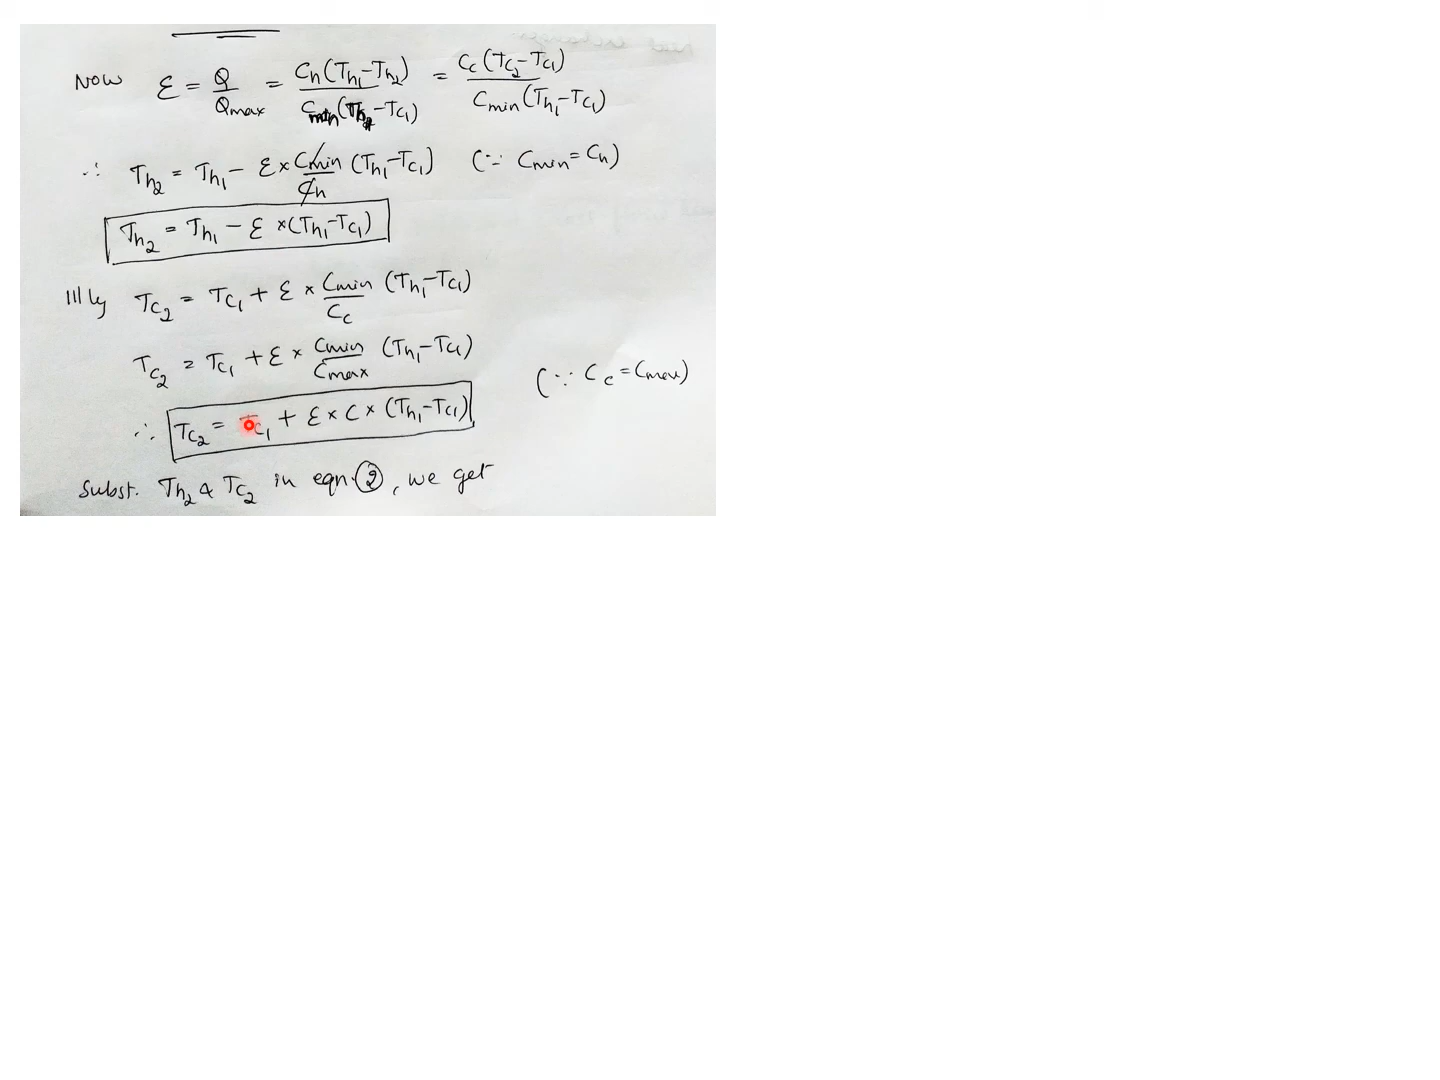 Now ε = Q/Qmax = Ch(Th1-Th2)/Cmin(Th1-Tc1) = Cc(Tc2-Tc1)/Cmin(Th1-Tc1)
∴ Th2 = Th1 - ε × Cmin/Ch (Th1-Tc1) (∵ Cmin = Ch)
Th2 = Th1 - ε ×(Th1-Tc1)
lllly Tc2 = Tc1 + ε × Cmin/Cc (Th1-Tc1)
Tc2 = Tc1 + ε × Cmin/Cmax (Th1-Tc1)
(∵ Cc = Cmax)
∴ Tc2 = Tc1 + ε × C × (Th1-Tc1)
Subst. Th2 & Tc2 in eqn. ②, we get